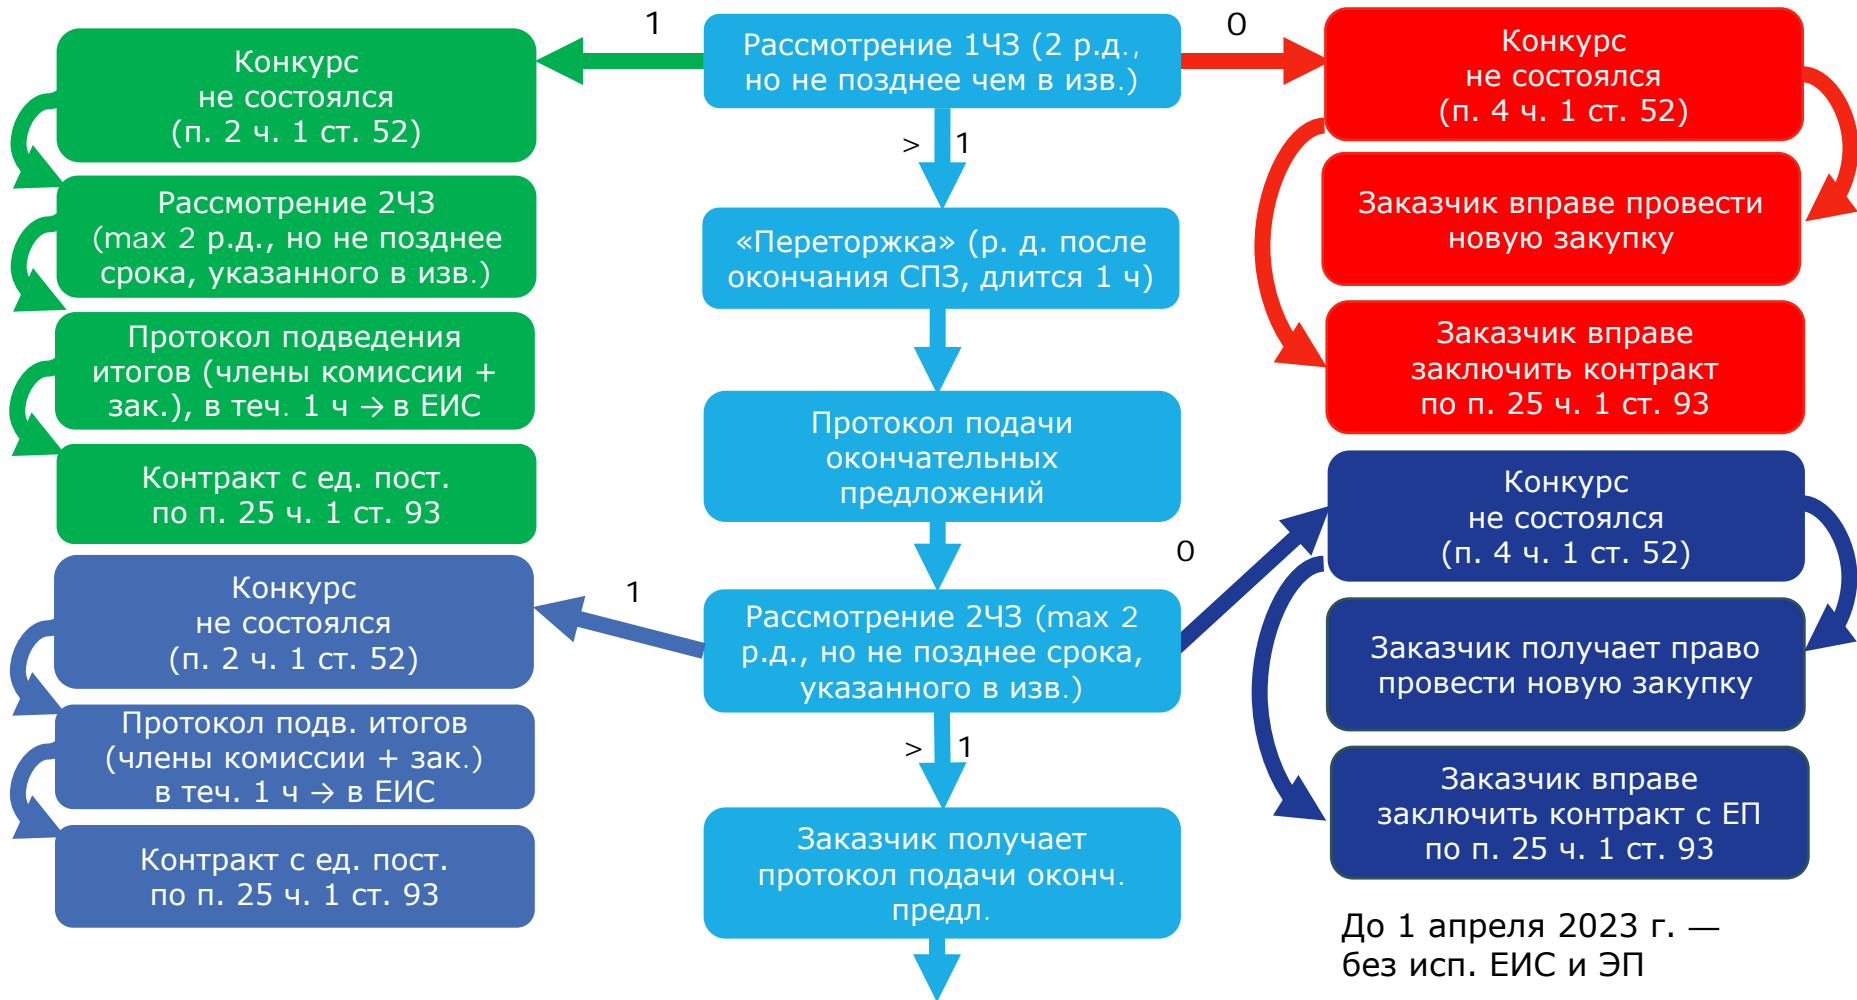 1
0
Рассмотрение 1ЧЗ (2 р.д.,
но не позднее чем в изв.)
Конкурс
не состоялся
(п. 2 ч. 1 ст. 52)
Рассмотрение 2ЧЗ
(max 2 р.д., но не позднее
срока, указанного в изв.)
Протокол подведения
итогов (члены комиссии +
зак.), в теч. 1 ч → в ЕИС
Контракт с ед. пост.
по п. 25 ч. 1 ст. 93
Конкурс
не состоялся
(п. 4 ч. 1 ст. 52)
Заказчик вправе провести
новую закупку
Заказчик вправе
заключить контракт
по п. 25 ч. 1 ст. 93
> 1
«Переторжка» (р. д. после
окончания СПЗ, длится 1 ч)
Протокол подачи
окончательных
предложений
Рассмотрение 2ЧЗ (max 2
р.д., но не позднее срока,
указанного в изв.)
1
0
Конкурс
не состоялся
(п. 2 ч. 1 ст. 52)
Протокол подв. итогов
(члены комиссии + зак.)
в теч. 1 ч → в ЕИС
Контракт с ед. пост.
по п. 25 ч. 1 ст. 93
Конкурс
не состоялся
(п. 4 ч. 1 ст. 52)
Заказчик получает право
провести новую закупку
Заказчик вправе
заключить контракт с ЕП
по п. 25 ч. 1 ст. 93
> 1
Заказчик получает
протокол подачи оконч.
предл.
До 1 апреля 2023 г. —
без исп. ЕИС и ЭП